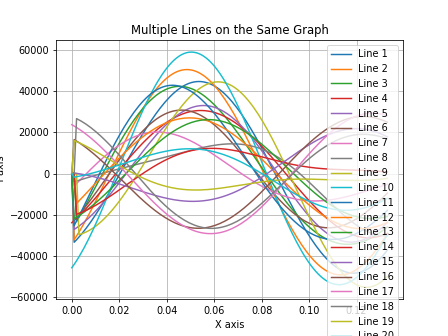 Multiple Lines on the Same Graph
60000
40000
20000
0
−20000
−40000
−60000
0.00
0.02
0.04
0.06
0.08
0.10
X axis
axis
Line 1
Line 2
Line 3
Line 4
Line 5
Line 6
Line 7
Line 8
Line 9
Line 10
Line 11
Line 12
Line 13
Line 14
Line 15
Line 16
Line 17
Line 18
Line 19
Line 20